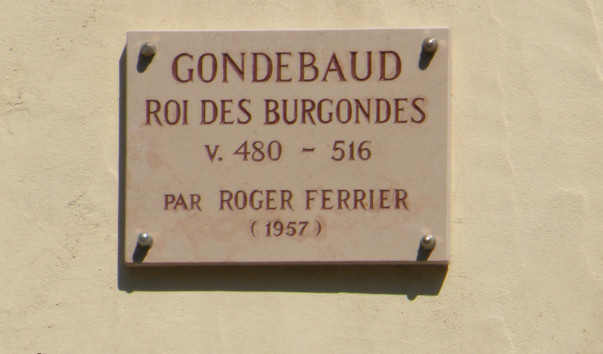 GONDEBAUD
ROI DES BURGONDES
v. 480 - 516
PAR ROGER FERRIER
(1957)